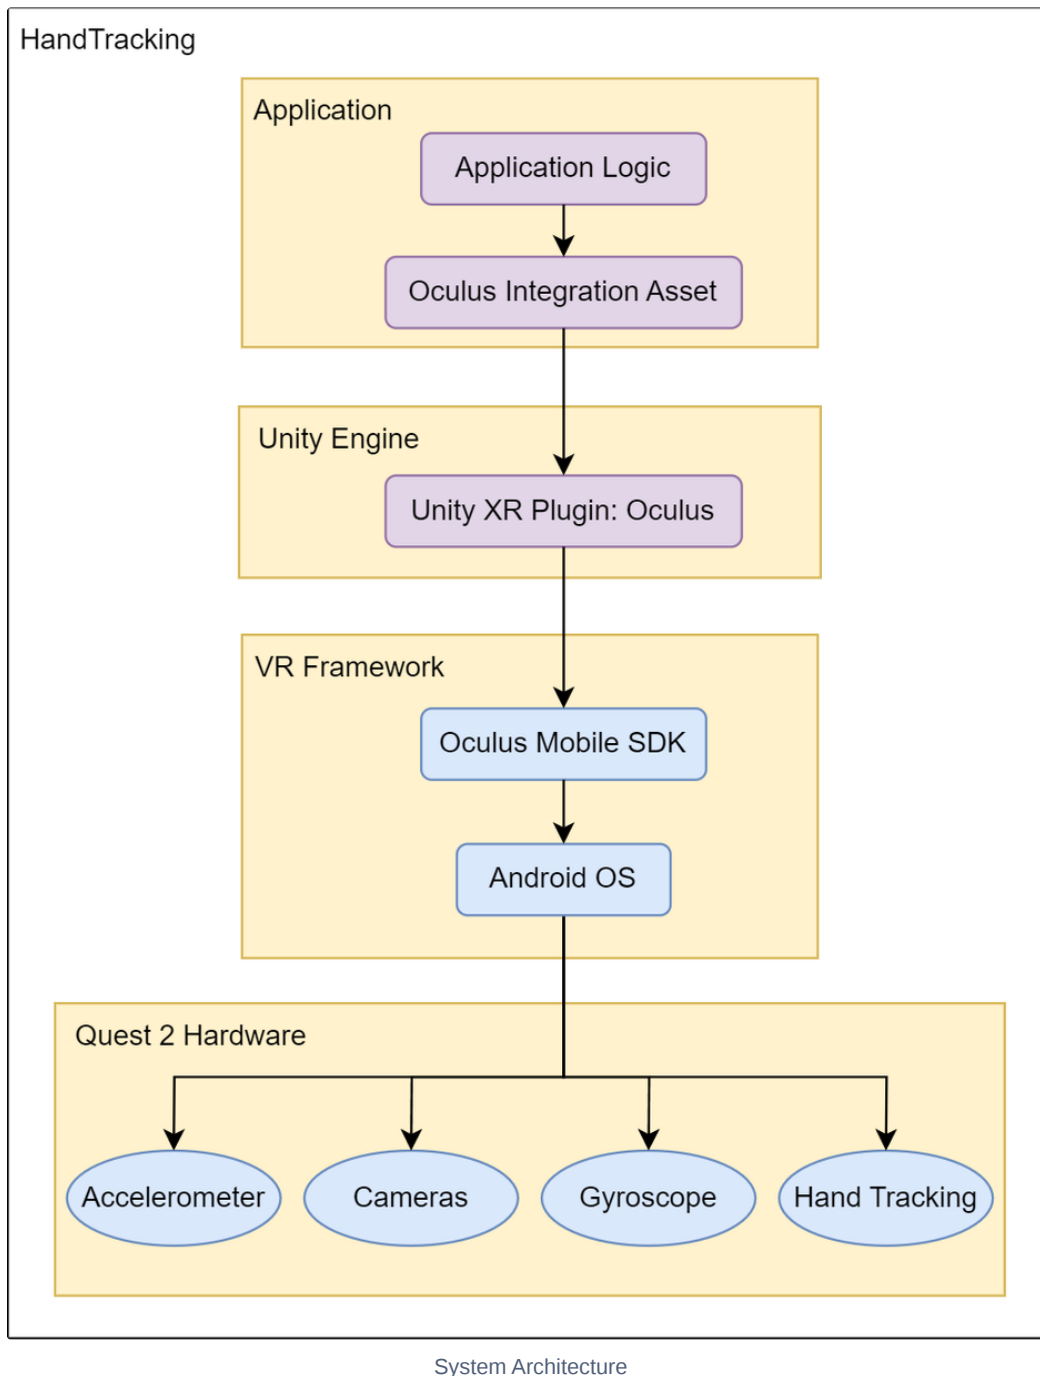 HandTracking
Application
Application Logic
Oculus Integration Asset
Unity Engine
Unity XR Plugin: Oculus
VR Framework
Oculus Mobile SDK
Android OS
Quest 2 Hardware
Accelerometer
Cameras
Gyroscope
Hand Tracking
System Architecture